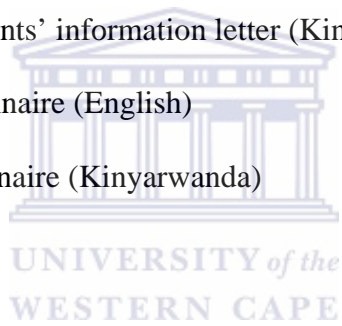 nts’ information letter (Kin
naire (English)
naire (Kinyarwanda)
UNIVERSITY of the
WESTERN CAPE